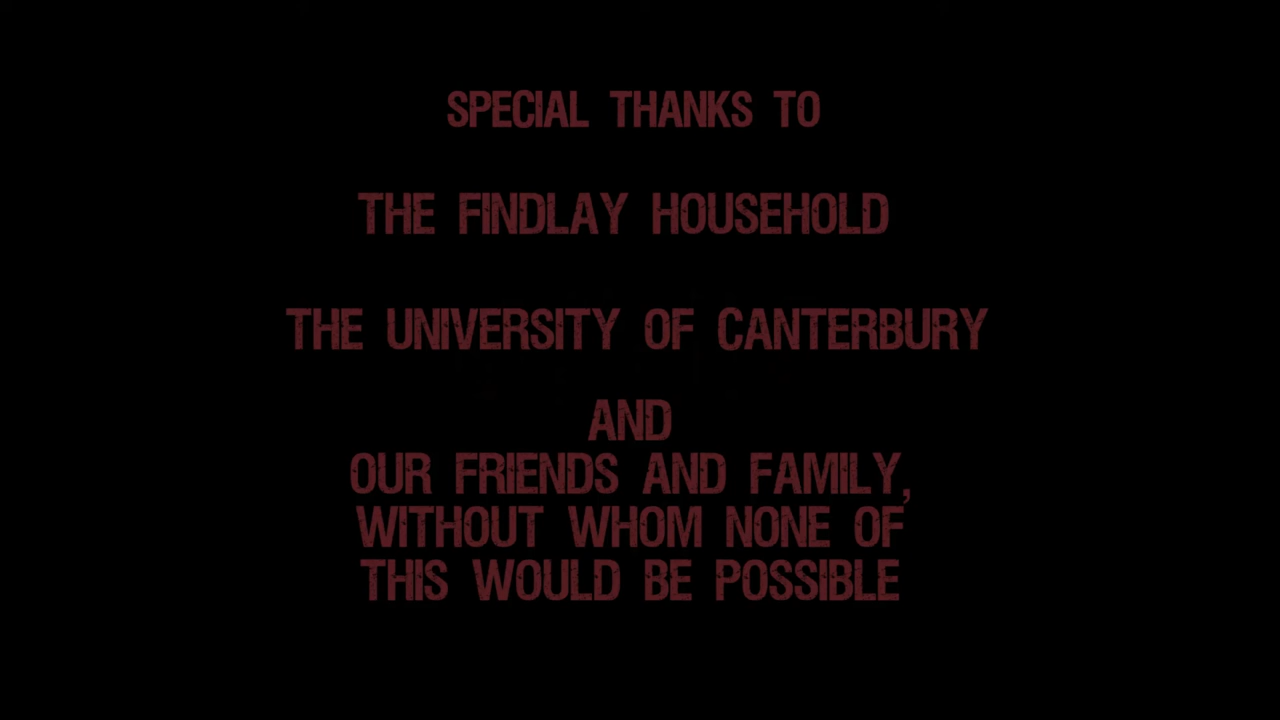 SPECIAL THANKS TO
THE FINDLAY HOUSEHOLD
THE UNIVERSITY OF CANTERBURY
AND
OUR FRIENDS AND FAMILY,
WITHOUT WHOM NONE OF
THIS WOULD BE POSSIBLE